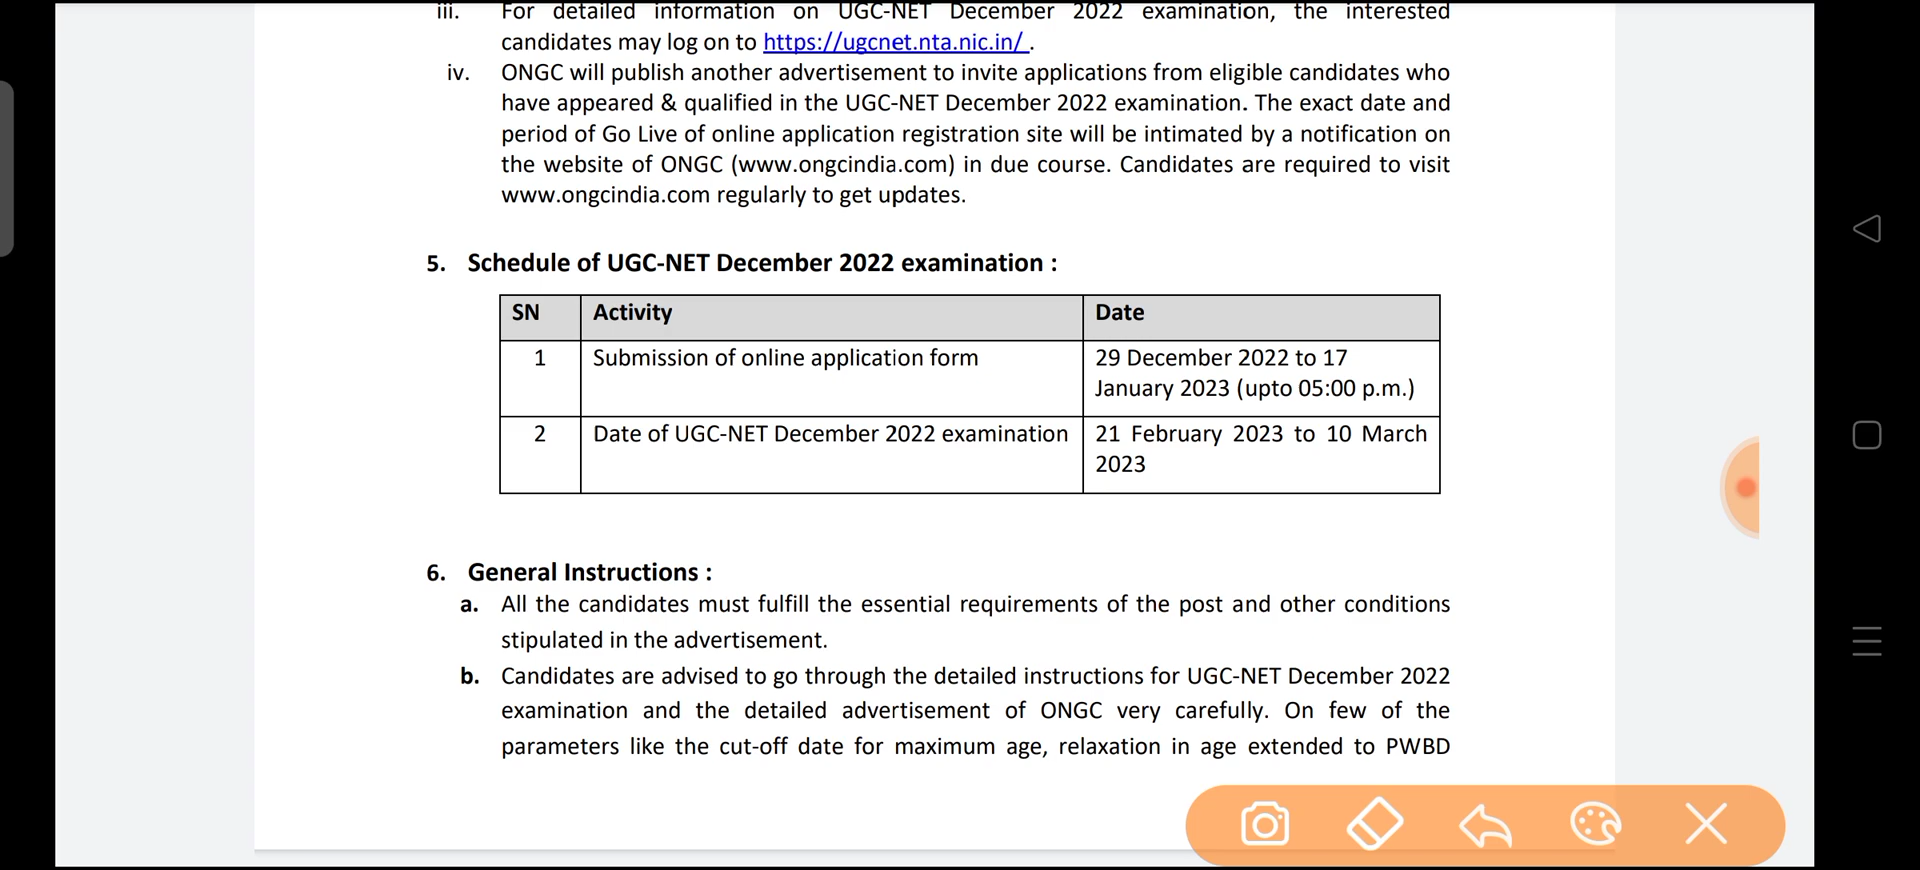 iii. For detailed information on UGC-NET December 2022 examination, the interested
candidates may log on to https://ugcnet.nta.nic.in/ .
iv. ONGC will publish another advertisement to invite applications from eligible candidates who
have appeared & qualified in the UGC-NET December 2022 examination. The exact date and
period of Go Live of online application registration site will be intimated by a notification on
the website of ONGC (www.ongcindia.com) in due course. Candidates are required to visit
www.ongcindia.com regularly to get updates.
5. Schedule of UGC-NET December 2022 examination :
SN Activity Date
1 Submission of online application form 29 December 2022 to 17
January 2023 (upto 05:00 p.m.)
2 Date of UGC-NET December 2022 examination 21 February 2023 to 10 March
2023
6. General Instructions :
a. All the candidates must fulfill the essential requirements of the post and other conditions
stipulated in the advertisement.
b. Candidates are advised to go through the detailed instructions for UGC-NET December 2022
examination and the detailed advertisement of ONGC very carefully. On few of the
parameters like the cut-off date for maximum age, relaxation in age extended to PWBD